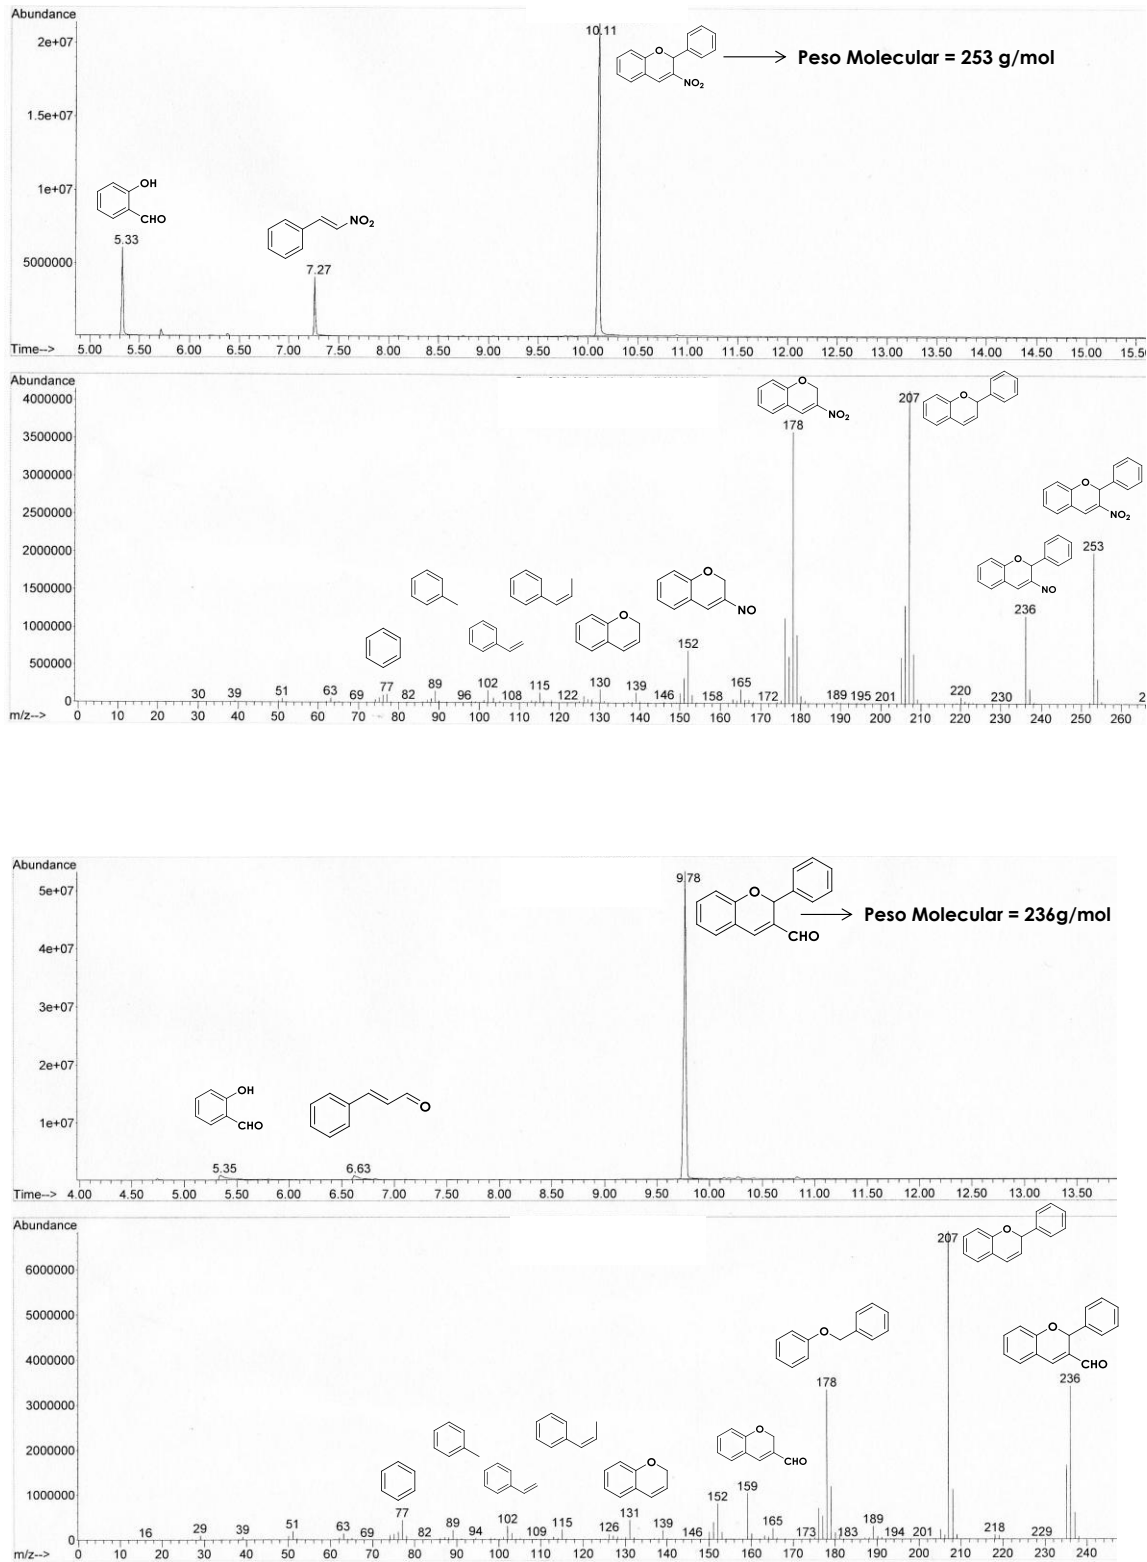 Abundance
2e+07
1.5e+07
1e+07
5000000
10.11
O
NO2
Peso Molecular = 253 g/mol
OH
CHO
5.33
NO2
7.27
Time--> 5.00 5.50 6.00 6.50 7.00 7.50 8.00 8.50 9.00 9.50 10.00 10.50 11.00 11.50 12.00 12.50 13.00 13.50 14.00 14.50 15.00 15.50
Abundance
4000000
3500000
3000000
2500000
2000000
1500000
1000000
500000
0
O
NO2
178
207
O
O
NO2
253
O
NO
236
O
NO
152
O
30 39 51 63 69 77 82 89 96 102 108 115 122 130 139 146 158 165 172 189 195 201 220 230 2
m/z--> 0 10 20 30 40 50 60 70 80 90 100 110 120 130 140 150 160 170 180 190 200 210 220 230 240 250 260
Abundance
5e+07
4e+07
3e+07
2e+07
1e+07
9.78
O
CHO
Peso Molecular = 236g/mol
OH
CHO
5.35
O
6.63
Time--> 4.00 4.50 5.00 5.50 6.00 6.50 7.00 7.50 8.00 8.50 9.00 9.50 10.00 10.50 11.00 11.50 12.00 12.50 13.00 13.50
Abundance
6000000
5000000
4000000
3000000
2000000
1000000
0
207
O
O
CHO
236
O
178
O
CHO
159
152
O
16 29 39 51 63 69 77 82 89 94 102 109 115 126 131 139 146 165 173 183 189 194 201 218 229
m/z--> 0 10 20 30 40 50 60 70 80 90 100 110 120 130 140 150 160 170 180 190 200 210 220 230 240